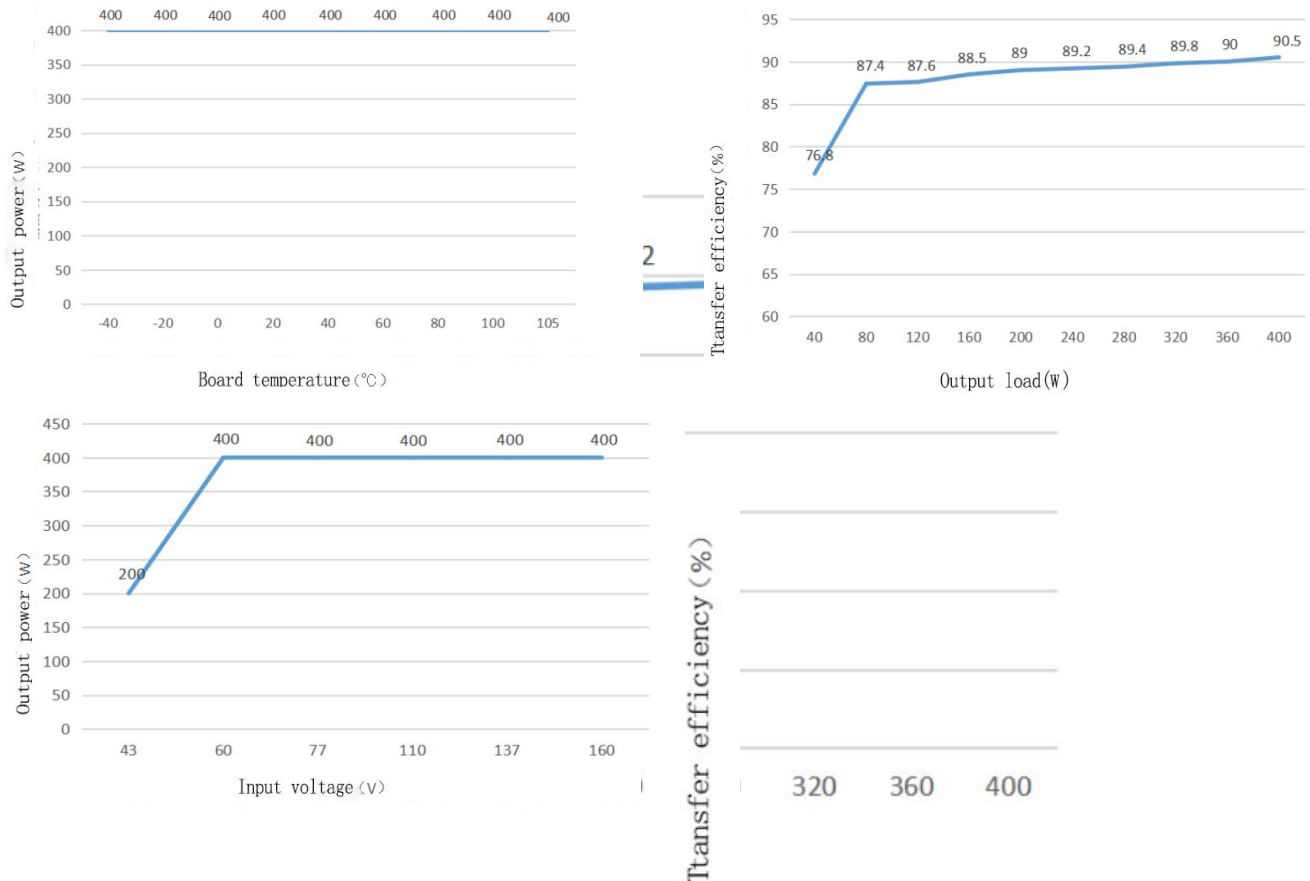 400 400 400 400 400 400 400 400 400
400
350
300
250
200
150
100
50
0
Output power(W)
-40 -20 0 20 40 60 80 100 105
Board temperature(℃)
2
95
90
85
80
75
70
65
60
Ttansfer efficiency(%)
76.8 87.4 87.6 88.5 89 89.2 89.4 89.8 90 90.5
40 80 120 160 200 240 280 320 360 400
Output load(W)
450
400
350
300
250
200
150
100
50
0
Output power(W)
200 400 400 400 400 400
43 60 77 110 137 160
Input voltage(V)
Ttansfer efficiency(%)
320 360 400